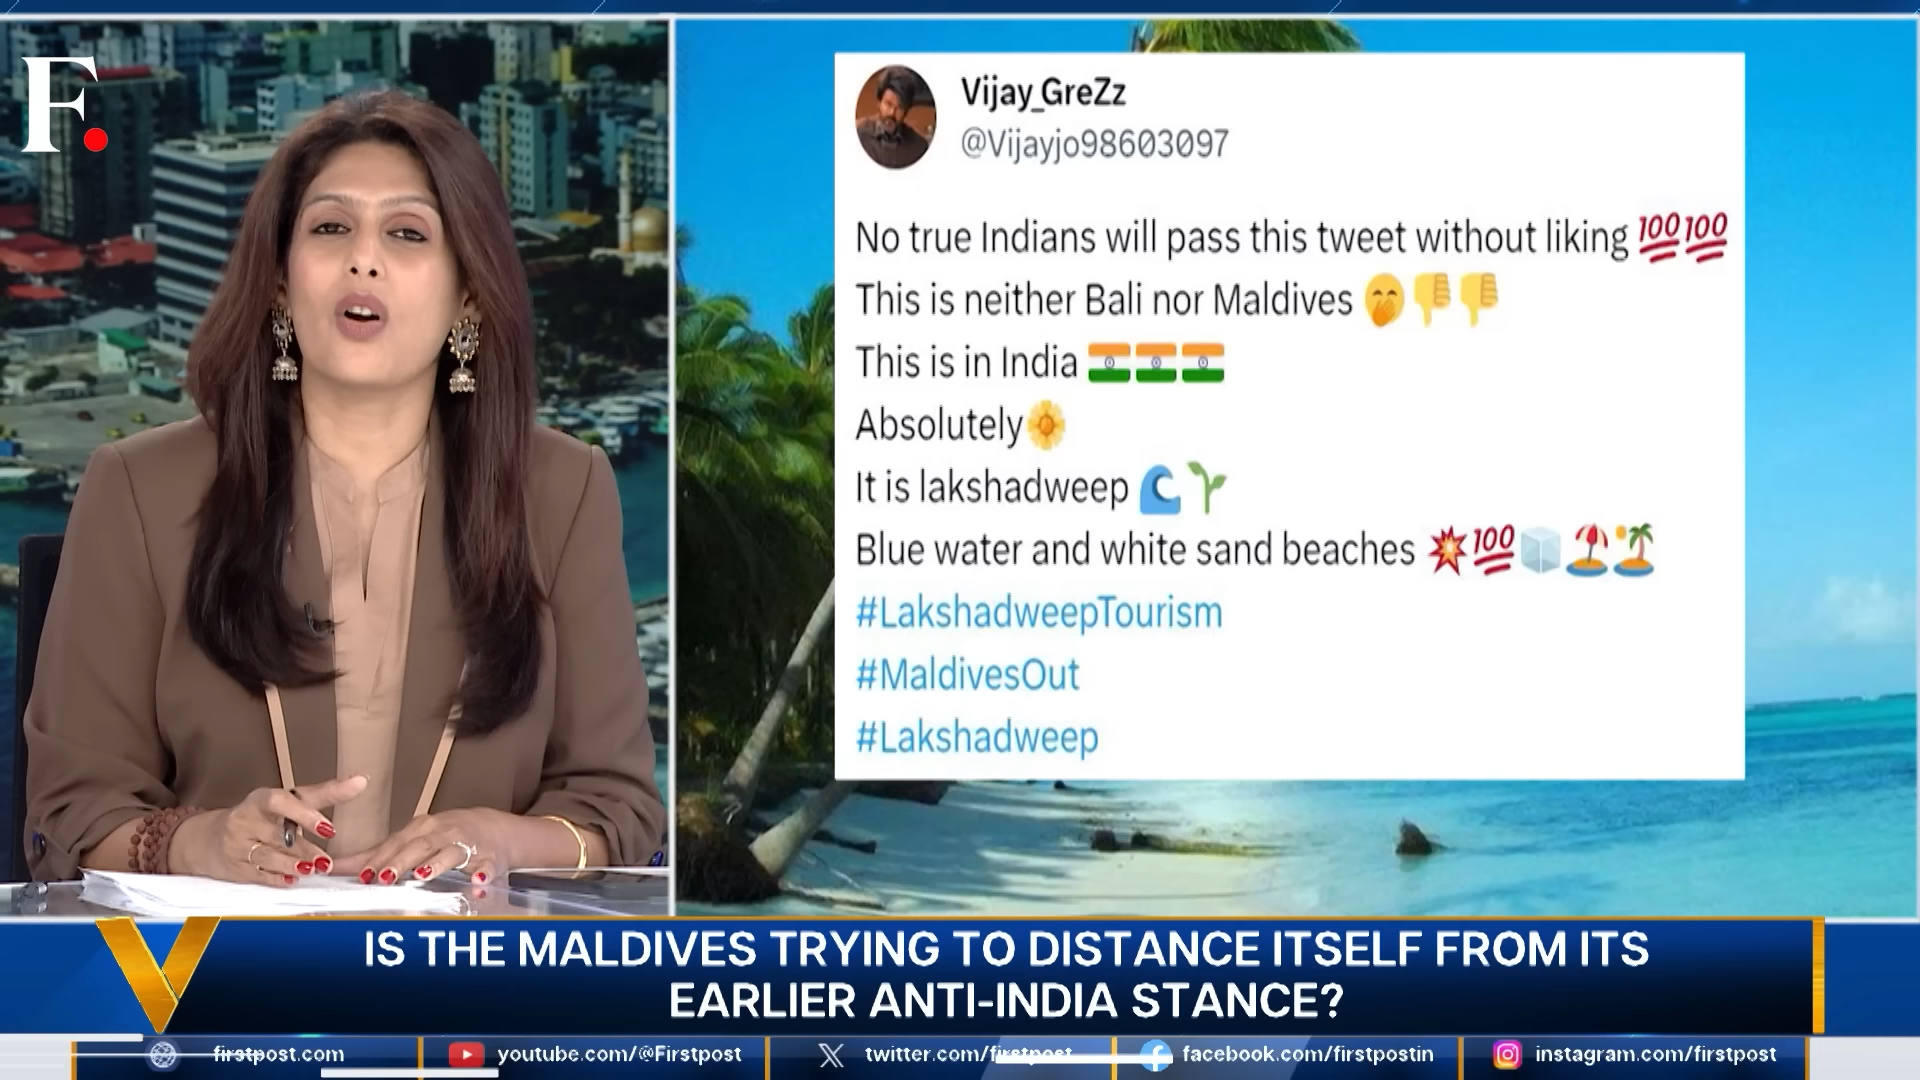 F.
Vijay_GreZz
@Vijayjo98603097
No true Indians will pass this tweet without liking 💯💯
This is neither Bali nor Maldives 🤭👎👎
This is in India 🇮🇳🇮🇳🇮🇳
Absolutely🌼
It is lakshadweep 🌊🌱
Blue water and white sand beaches 💥💯🧊⛱️🏝️
#LakshadweepTourism
#MaldivesOut
#Lakshadweep
V
IS THE MALDIVES TRYING TO DISTANCE ITSELF FROM ITS
EARLIER ANTI-INDIA STANCE?
firstpost.com
youtube.com/@Firstpost
twitter.com/firstpost
facebook.com/firstpostin
instagram.com/firstpost